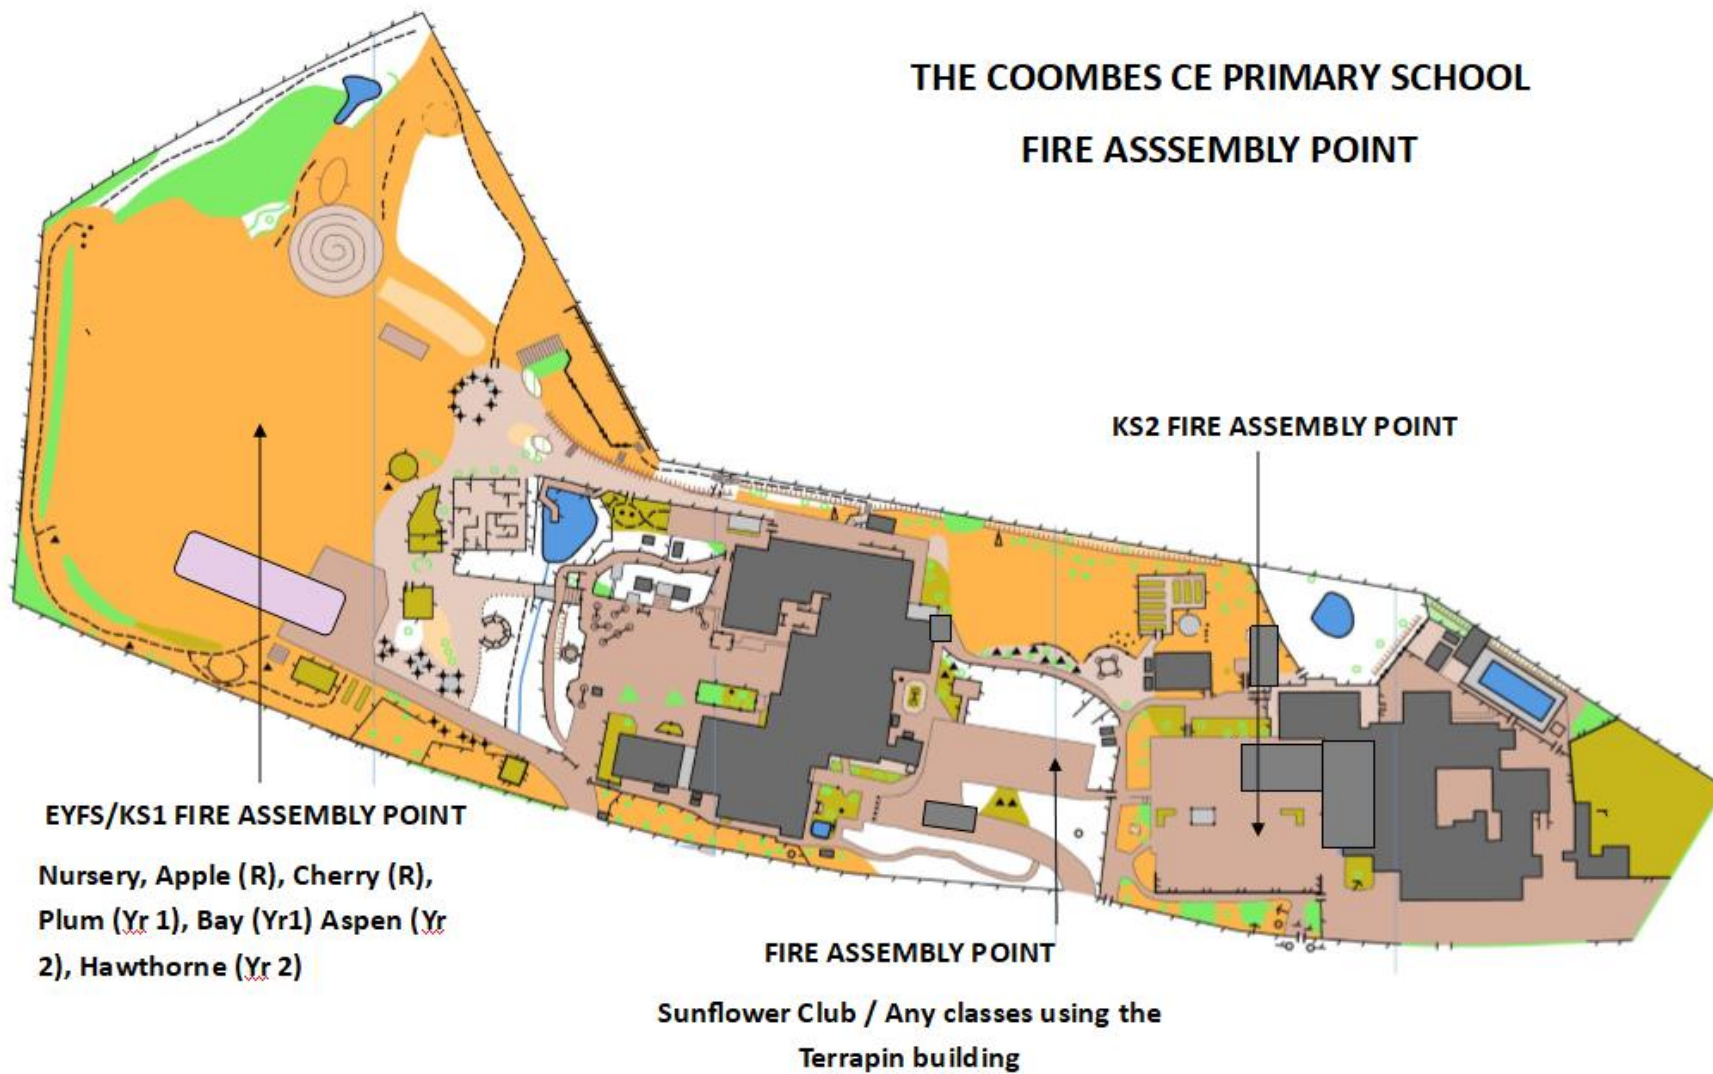 THE COOMBES CE PRIMARY SCHOOL
FIRE ASSSEMBLY POINT
KS2 FIRE ASSEMBLY POINT
EYFS/KS1 FIRE ASSEMBLY POINT
Nursery, Apple (R), Cherry (R),
Plum (Yr 1), Bay (Yr1) Aspen (Yr
2), Hawthorne (Yr 2)
FIRE ASSEMBLY POINT
Sunflower Club / Any classes using the
Terrapin building